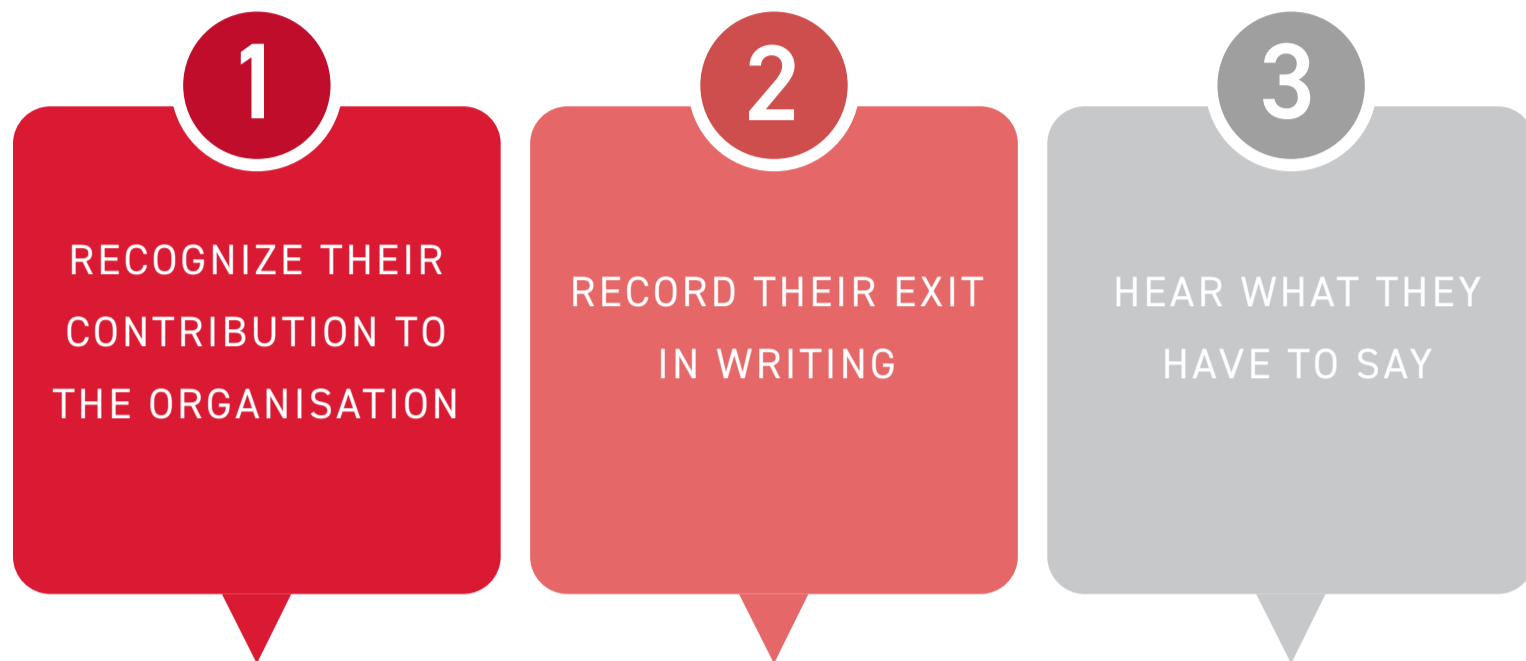 1
RECOGNIZE THEIR
CONTRIBUTION TO
THE ORGANISATION
2
RECORD THEIR EXIT
IN WRITING
3
HEAR WHAT THEY
HAVE TO SAY